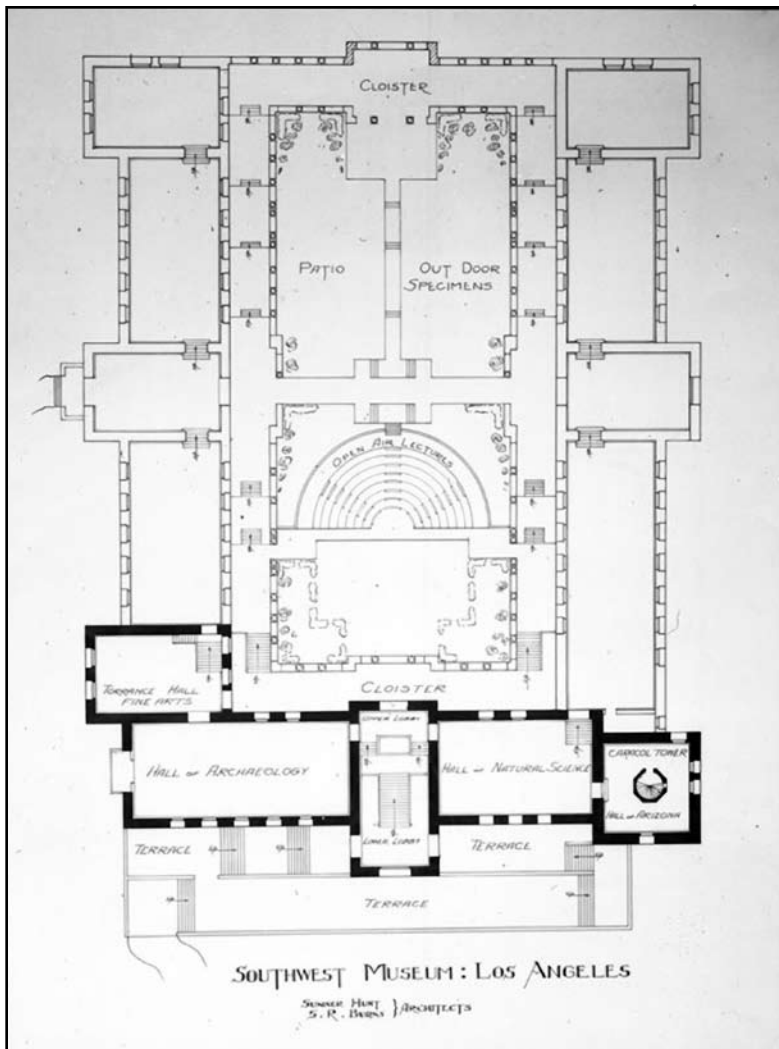 CLOISTER
PATIO
OUT DOOR
SPECIMENS
OPEN AIR LECTURES
TORRANCE HALL
FINE ARTS
CLOISTER
UPPER LOBBY
HALL OF ARCHAEOLOGY
HALL OF NATURAL SCIENCE
CARACOL TOWER
HALL OF ARIZONA
LOWER LOBBY
TERRACE
TERRACE
TERRACE
SOUTHWEST MUSEUM: LOS ANGELES
SUMNER HUNT
S. R. BURNS } ARCHITECTS